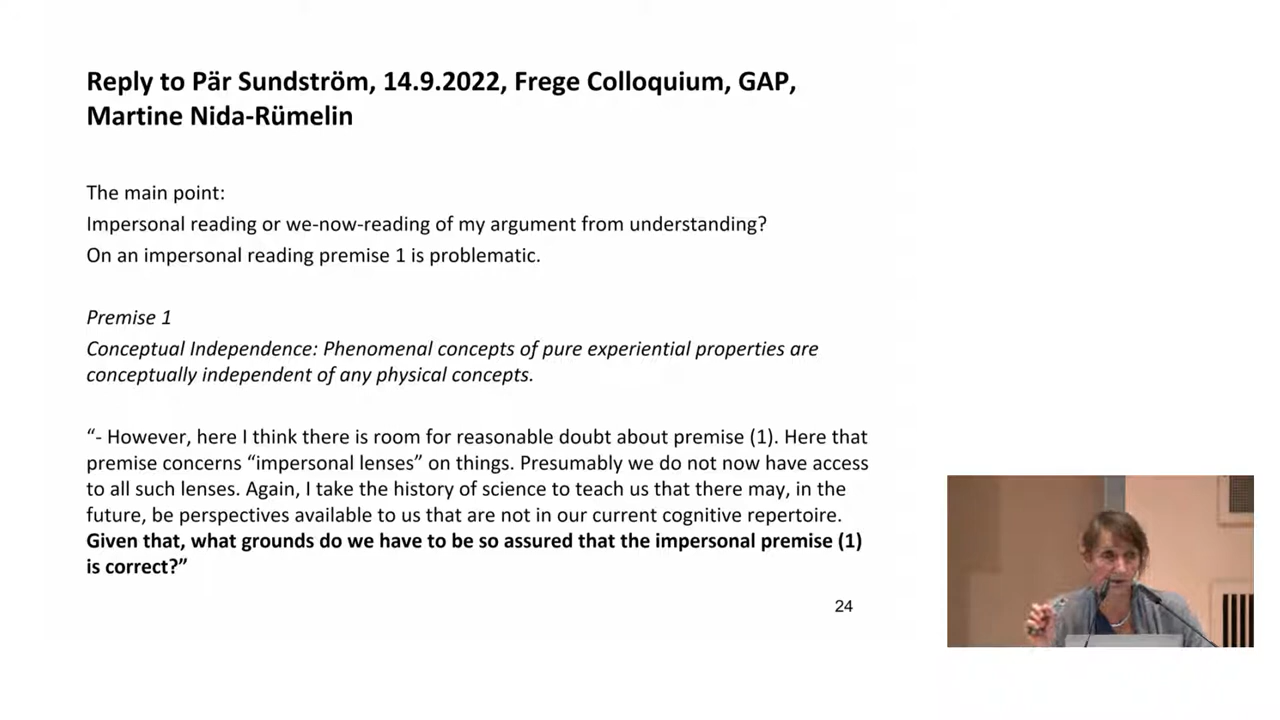 Reply to Pär Sundström, 14.9.2022, Frege Colloquium, GAP,
Martine Nida-Rümelin
The main point:
Impersonal reading or we-now-reading of my argument from understanding?
On an impersonal reading premise 1 is problematic.
Premise 1
Conceptual Independence: Phenomenal concepts of pure experiential properties are
conceptually independent of any physical concepts.
“- However, here I think there is room for reasonable doubt about premise (1). Here that
premise concerns “impersonal lenses” on things. Presumably we do not now have access
to all such lenses. Again, I take the history of science to teach us that there may, in the
future, be perspectives available to us that are not in our current cognitive repertoire.
Given that, what grounds do we have to be so assured that the impersonal premise (1)
is correct?”
24